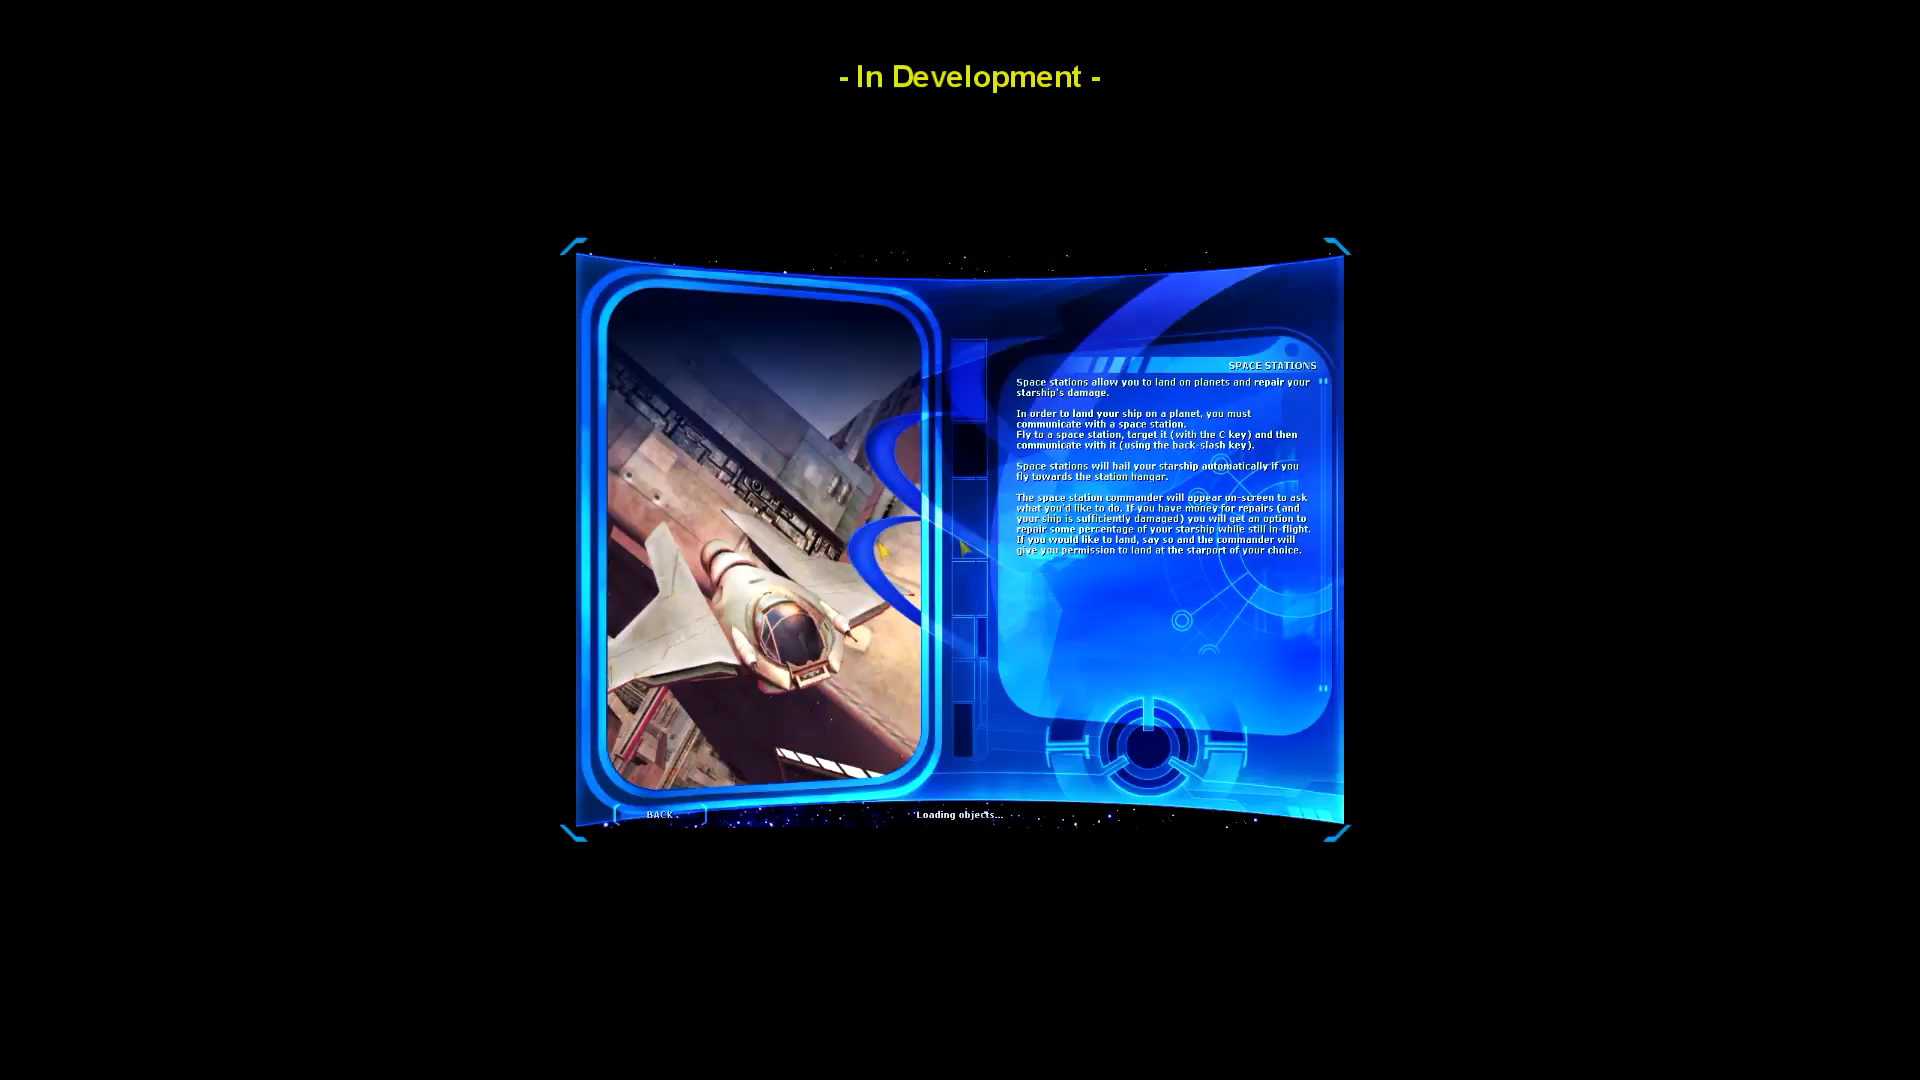 - In Development -
SPACE STATIONS
Space stations allow you to land on planets and repair your
starship's damage.
In order to land your ship on a planet, you must
communicate with a space station.
Fly to a space station, target it (with the C key) and then
communicate with it (using the back-slash key).
Space stations will hail your starship automatically if you
fly towards the station hangar.
The space station commander will appear on-screen to ask
what you'd like to do. If you have money for repairs (and
your ship is sufficiently damaged) you will get an option to
repair some percentage of your starship while still in-flight.
If you would like to land, say so and the commander will
give you permission to land at the starport of your choice.
BACK
Loading objects...